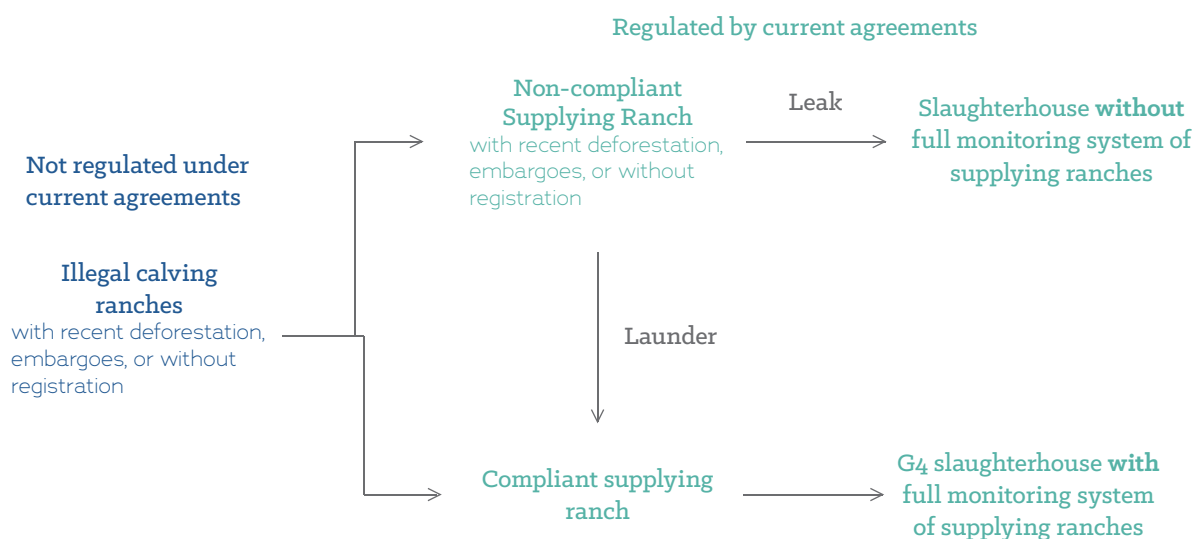 Regulated by current agreements
Not regulated under
current agreements
Illegal calving
ranches
with recent deforestation,
embargoes, or without
registration
Non-compliant
Supplying Ranch
with recent deforestation,
embargoes, or without
registration
Leak
Slaughterhouse without
full monitoring system of
supplying ranches
Launder
Compliant supplying
ranch
G4 slaughterhouse with
full monitoring system
of supplying ranches